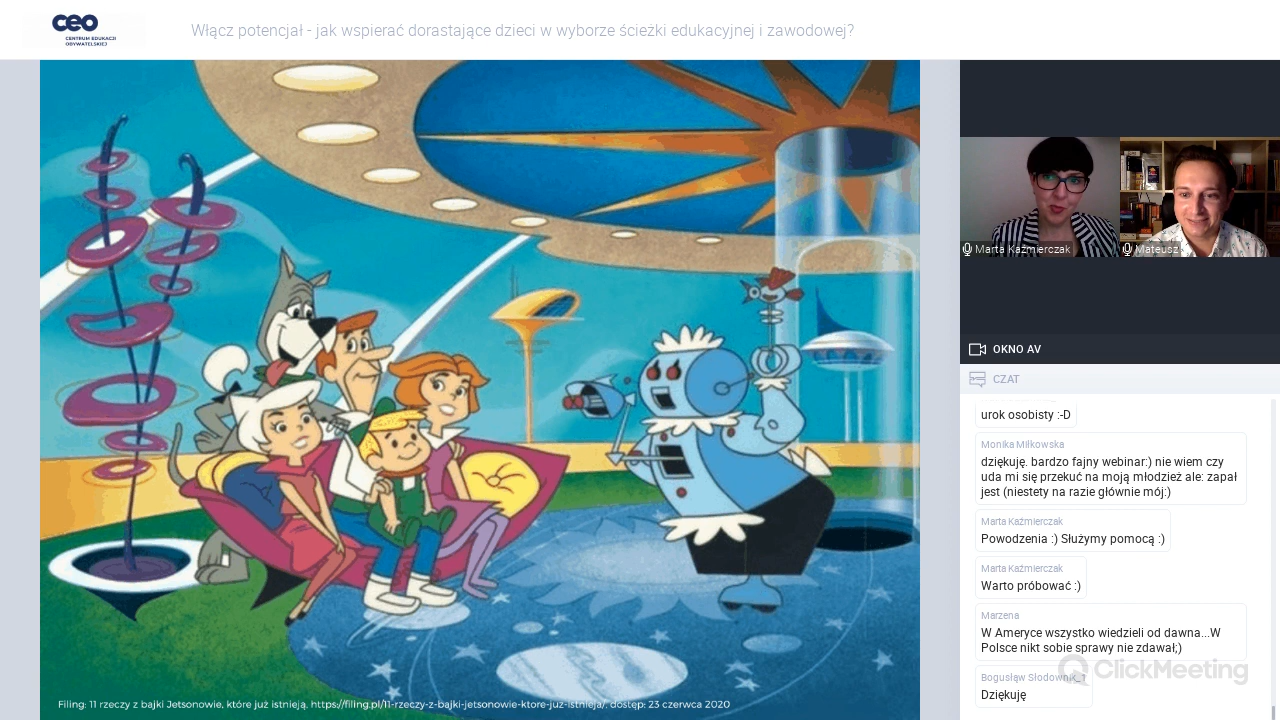 ceo
CENTRUM EDUKACJI
OBYWATELSKIEJ
Włącz potencjał - jak wspierać dorastające dzieci w wyborze ścieżki edukacyjnej i zawodowej?
Filing: 11 rzeczy z bajki Jetsonowie, które już istnieją. https://filing.pl/11-rzeczy-z-bajki-jetsonowie-ktore-juz-istnieja/. dostęp: 23 czerwca 2020
Marta Kaźmierczak
Mateusz
OKNO AV
CZAT
urok osobisty :-D
Monika Miłkowska
dziękuję. bardzo fajny webinar:) nie wiem czy
uda mi się przekuć na moją młodzież ale: zapał
jest (niestety na razie głównie mój:)
Marta Kaźmierczak
Powodzenia :) Służymy pomocą :)
Marta Kaźmierczak
Warto próbować :)
Marzena
W Ameryce wszystko wiedzieli od dawna...W
Polsce nikt sobie sprawy nie zdawał;)
ClickMeeting
Bogusław Słodownik_1
Dziękuję